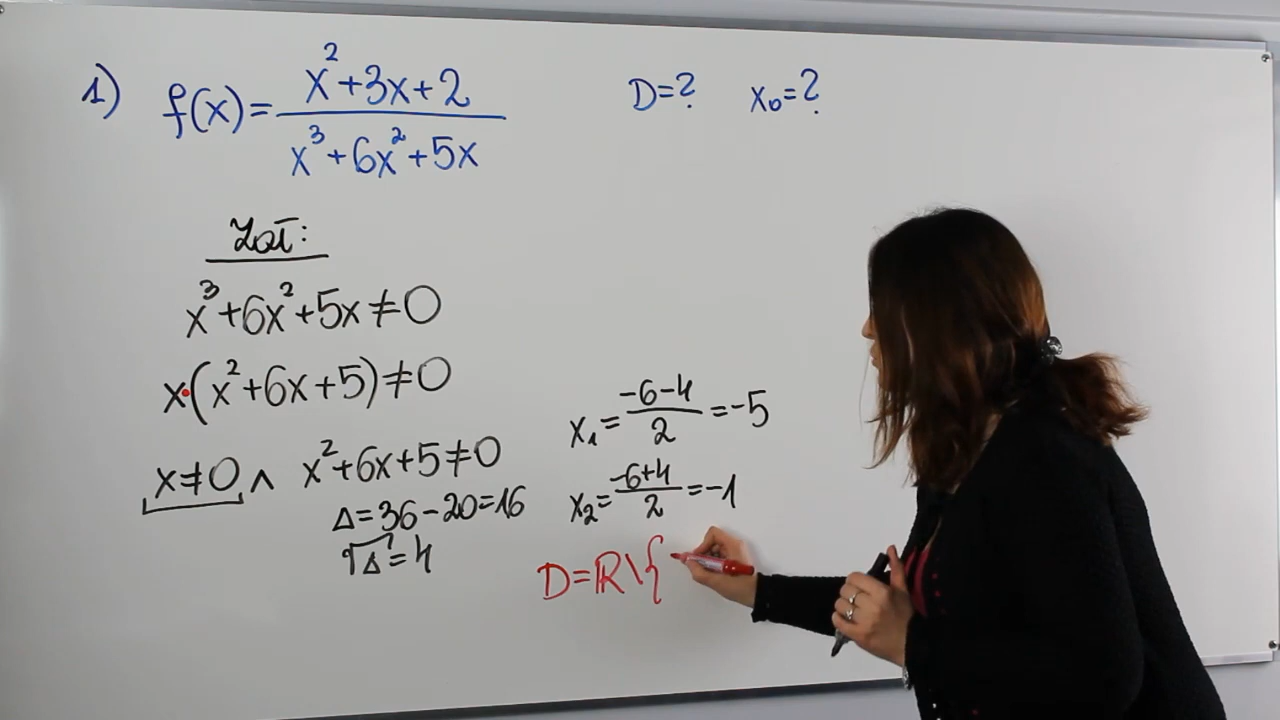 1) f(x)= x²+3x+2 / x³+6x²+5x D=? x₀=?
Zał:
x³+6x²+5x≠0
x·(x²+6x+5)≠0
x≠0 ∧ x²+6x+5≠0
Δ=36-20=16
√Δ=4
x₁= -6-4 / 2 =-5
x₂= -6+4 / 2 =-1
D=ℝ\{